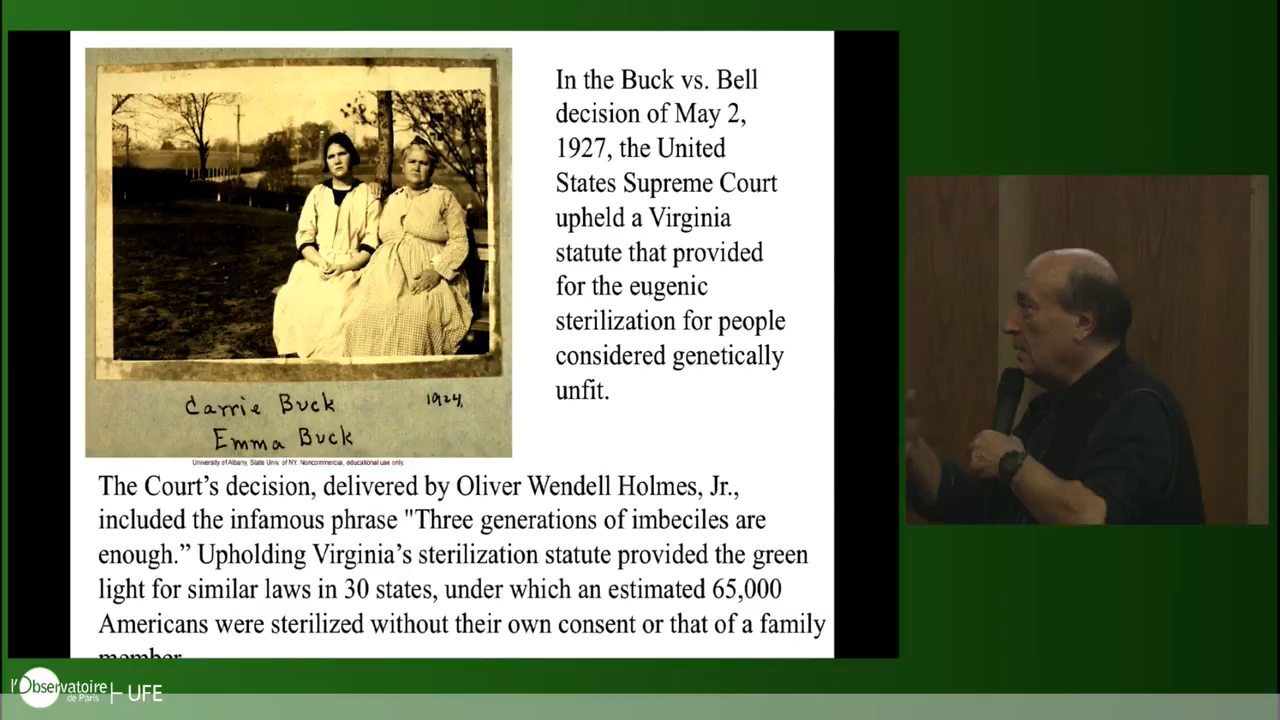 In the Buck vs. Bell
decision of May 2,
1927, the United
States Supreme Court
upheld a Virginia
statute that provided
for the eugenic
sterilization for people
considered genetically
unfit.
Carrie Buck 1924,
Emma Buck
University of Albany, State Univ. of NY. Noncommercial, educational use only.
The Court’s decision, delivered by Oliver Wendell Holmes, Jr.,
included the infamous phrase "Three generations of imbeciles are
enough.” Upholding Virginia’s sterilization statute provided the green
light for similar laws in 30 states, under which an estimated 65,000
Americans were sterilized without their own consent or that of a family
member
l'Observatoire
de Paris
UFE